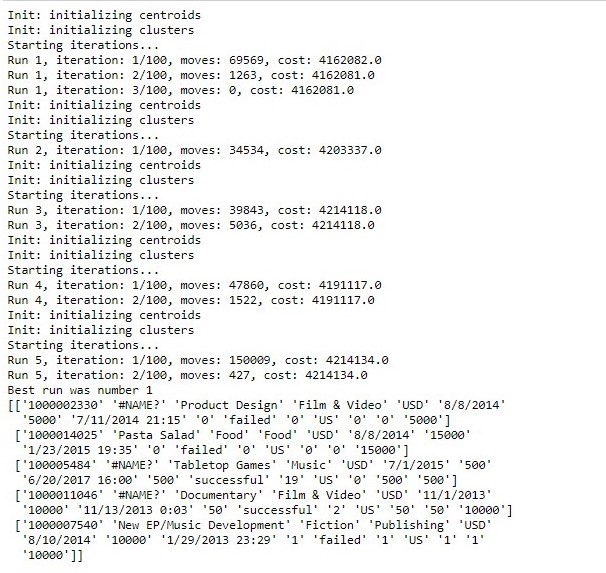 Init: initializing centroids
Init: initializing clusters
Starting iterations...
Run 1, iteration: 1/100, moves: 69569, cost: 4162082.0
Run 1, iteration: 2/100, moves: 1263, cost: 4162081.0
Run 1, iteration: 3/100, moves: 0, cost: 4162081.0
Init: initializing centroids
Init: initializing clusters
Starting iterations...
Run 2, iteration: 1/100, moves: 34534, cost: 4203337.0
Init: initializing centroids
Init: initializing clusters
Starting iterations...
Run 3, iteration: 1/100, moves: 39843, cost: 4214118.0
Run 3, iteration: 2/100, moves: 5036, cost: 4214118.0
Init: initializing centroids
Init: initializing clusters
Starting iterations...
Run 4, iteration: 1/100, moves: 47860, cost: 4191117.0
Run 4, iteration: 2/100, moves: 1522, cost: 4191117.0
Init: initializing centroids
Init: initializing clusters
Starting iterations...
Run 5, iteration: 1/100, moves: 150009, cost: 4214134.0
Run 5, iteration: 2/100, moves: 427, cost: 4214134.0
Best run was number 1
[['1000002330' '#NAME?' 'Product Design' 'Film & Video' 'USD' '8/8/2014'
'5000' '7/11/2014 21:15' '0' 'failed' '0' 'US' '0' '0' '5000']
['1000014025' 'Pasta Salad' 'Food' 'Food' 'USD' '8/8/2014' '15000'
'1/23/2015 19:35' '0' 'failed' '0' 'US' '0' '0' '15000']
['100005484' '#NAME?' 'Tabletop Games' 'Music' 'USD' '7/1/2015' '500'
'6/20/2017 16:00' '500' 'successful' '19' 'US' '0' '500' '500']
['1000011046' '#NAME?' 'Documentary' 'Film & Video' 'USD' '11/1/2013'
'10000' '11/13/2013 0:03' '50' 'successful' '2' 'US' '50' '50' '10000']
['1000007540' 'New EP/Music Development' 'Fiction' 'Publishing' 'USD'
'8/10/2014' '10000' '1/29/2013 23:29' '1' 'failed' '1' 'US' '1' '1'
'10000']]